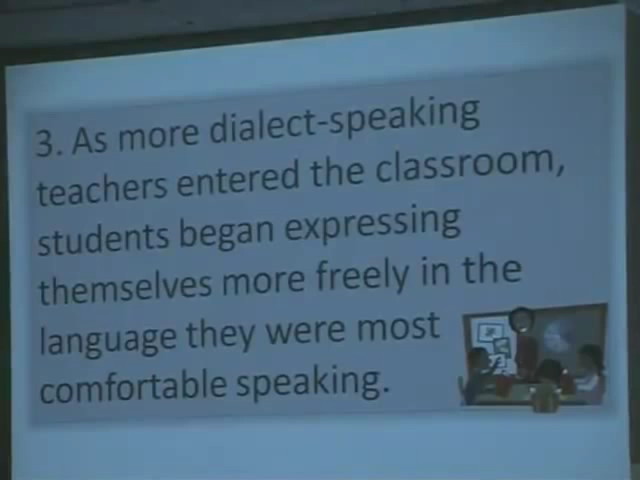 3. As more dialect-speaking
teachers entered the classroom,
students began expressing
themselves more freely in the
language they were most
comfortable speaking.